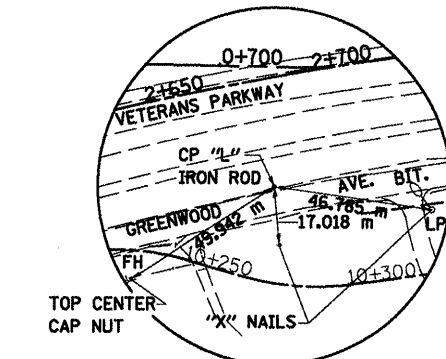 0+700 2+700
2+650
VETERANS PARKWAY
CP "L"
IRON ROD
AVE. BIT.
46.785 m
GREENWOOD
49.942 m
17.018 m
LP
FH
10+250
10+300
TOP CENTER
CAP NUT
"X" NAILS